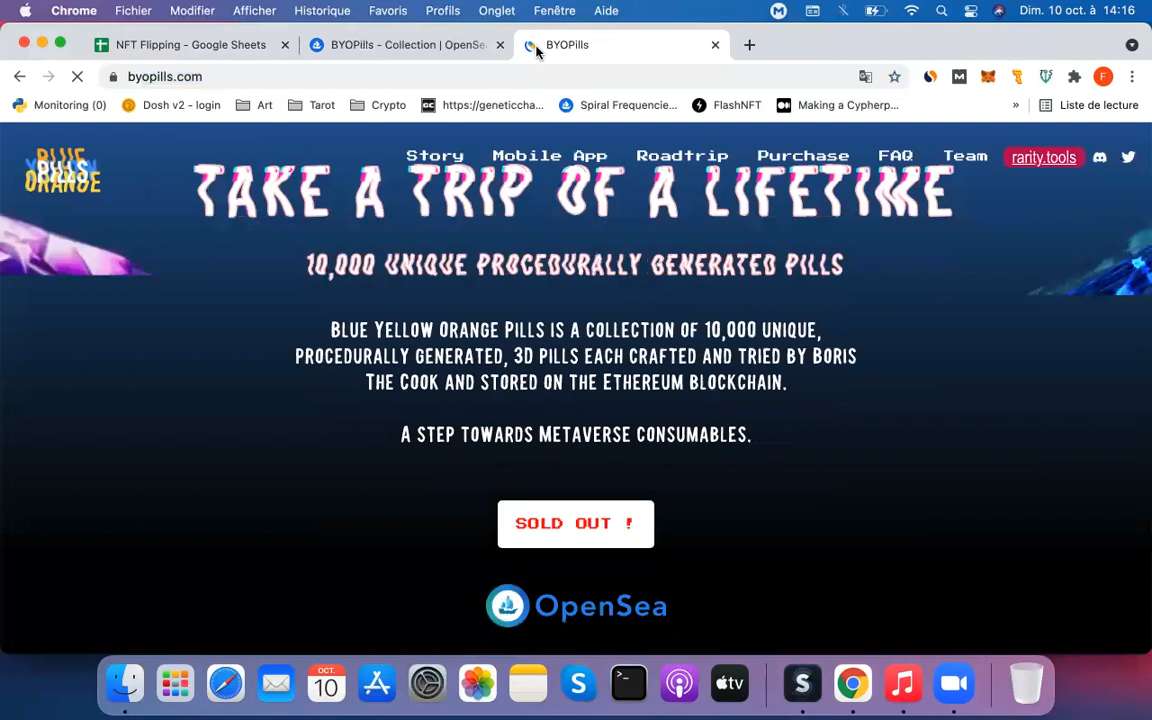 Chrome Fichier Modifier Afficher Historique Favoris Profils Onglet Fenêtre Aide Dim. 10 oct. à 14:16
NFT Flipping - Google Sheets BYOPills - Collection | OpenSe BYOPills
byopills.com
Monitoring (0) Dosh v2 - login Art Tarot Crypto https://geneticcha... Spiral Frequencie... FlashNFT Making a Cypherp... » Liste de lecture
BLUE
PILLS
ORANGE
Story Mobile App Roadtrip Purchase FAQ Team rarity.tools
TAKE A TRIP OF A LIFETIME
10,000 UNIQUE PROCEDURALLY GENERATED PILLS
BLUE YELLOW ORANGE PILLS IS A COLLECTION OF 10,000 UNIQUE,
PROCEDURALLY GENERATED, 3D PILLS EACH CRAFTED AND TRIED BY BORIS
THE COOK AND STORED ON THE ETHEREUM BLOCKCHAIN.
A STEP TOWARDS METAVERSE CONSUMABLES.
SOLD OUT !
OpenSea
OCT.
10
tv